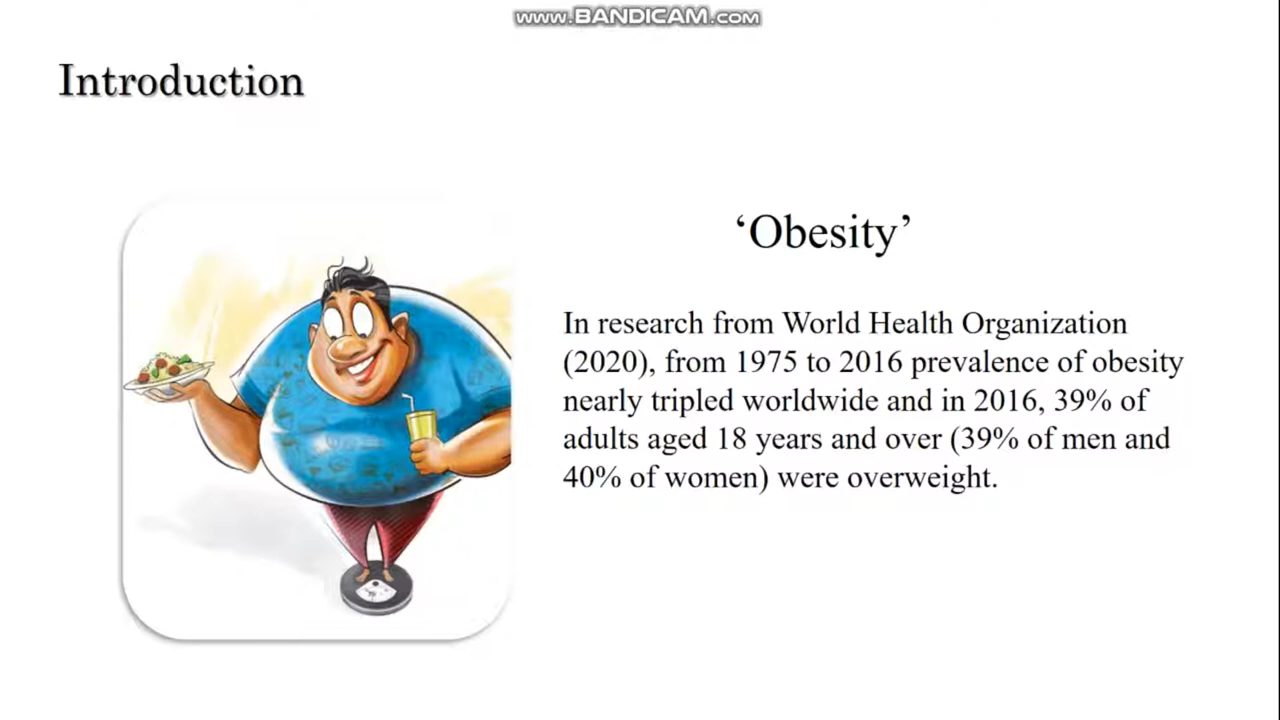 www.BANDICAM.com
Introduction
‘Obesity’
In research from World Health Organization
(2020), from 1975 to 2016 prevalence of obesity
nearly tripled worldwide and in 2016, 39% of
adults aged 18 years and over (39% of men and
40% of women) were overweight.